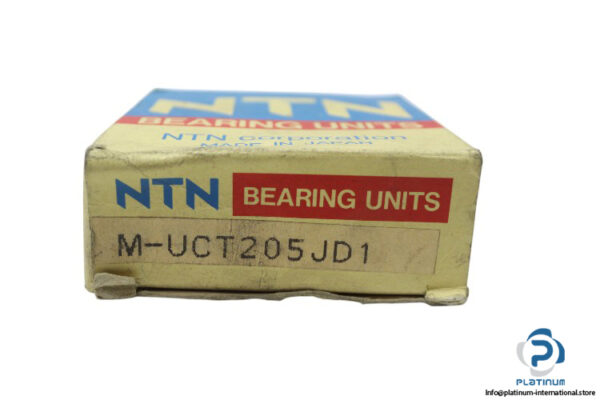 NTN
BEARING UNITS
NTN corporation
MADE IN JAPAN
NTN BEARING UNITS
M-UCT205JD1
PLATINUM
Info@platinum-international.store